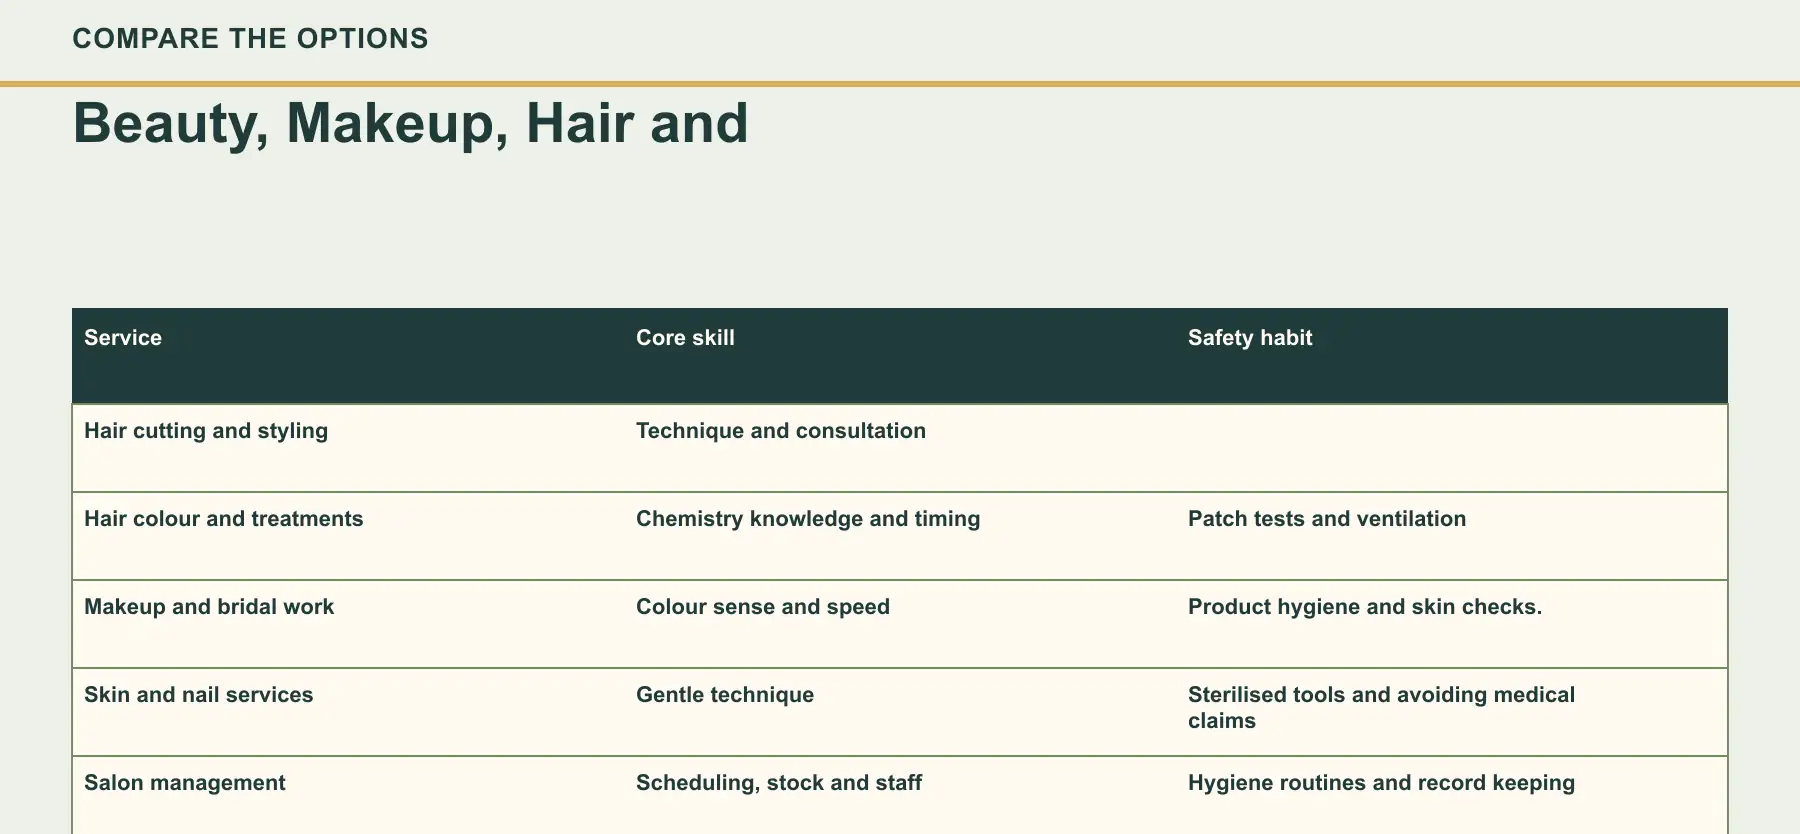 COMPARE THE OPTIONS
Beauty, Makeup, Hair and
Service Core skill Safety habit
Hair cutting and styling Technique and consultation
Hair colour and treatments Chemistry knowledge and timing Patch tests and ventilation
Makeup and bridal work Colour sense and speed Product hygiene and skin checks.
Skin and nail services Gentle technique Sterilised tools and avoiding medical
claims
Salon management Scheduling, stock and staff Hygiene routines and record keeping